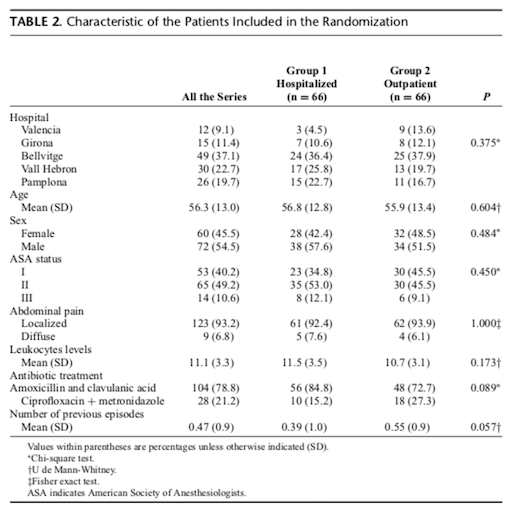 TABLE 2. Characteristic of the Patients Included in the Randomization
All the Series Group 1 Hospitalized (n = 66) Group 2 Outpatient (n = 66) P
Hospital
Valencia 12 (9.1) 3 (4.5) 9 (13.6)
Girona 15 (11.4) 7 (10.6) 8 (12.1) 0.375*
Bellvitge 49 (37.1) 24 (36.4) 25 (37.9)
Vall Hebron 30 (22.7) 17 (25.8) 13 (19.7)
Pamplona 26 (19.7) 15 (22.7) 11 (16.7)
Age
Mean (SD) 56.3 (13.0) 56.8 (12.8) 55.9 (13.4) 0.604†
Sex
Female 60 (45.5) 28 (42.4) 32 (48.5) 0.484*
Male 72 (54.5) 38 (57.6) 34 (51.5)
ASA status
I 53 (40.2) 23 (34.8) 30 (45.5) 0.450*
II 65 (49.2) 35 (53.0) 30 (45.5)
III 14 (10.6) 8 (12.1) 6 (9.1)
Abdominal pain
Localized 123 (93.2) 61 (92.4) 62 (93.9) 1.000‡
Diffuse 9 (6.8) 5 (7.6) 4 (6.1)
Leukocytes levels
Mean (SD) 11.1 (3.3) 11.5 (3.5) 10.7 (3.1) 0.173†
Antibiotic treatment
Amoxicillin and clavulanic acid 104 (78.8) 56 (84.8) 48 (72.7) 0.089*
Ciprofloxacin + metronidazole 28 (21.2) 10 (15.2) 18 (27.3)
Number of previous episodes
Mean (SD) 0.47 (0.9) 0.39 (1.0) 0.55 (0.9) 0.057†
Values within parentheses are percentages unless otherwise indicated (SD).
*Chi-square test.
†U de Mann-Whitney.
‡Fisher exact test.
ASA indicates American Society of Anesthesiologists.